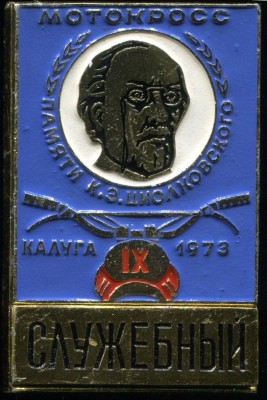 МОТОКРОСС
ПАМЯТИ К.Э.ЦИОЛКОВСКОГО
КАЛУГА 1973
IX
СЛУЖЕБНЫЙ